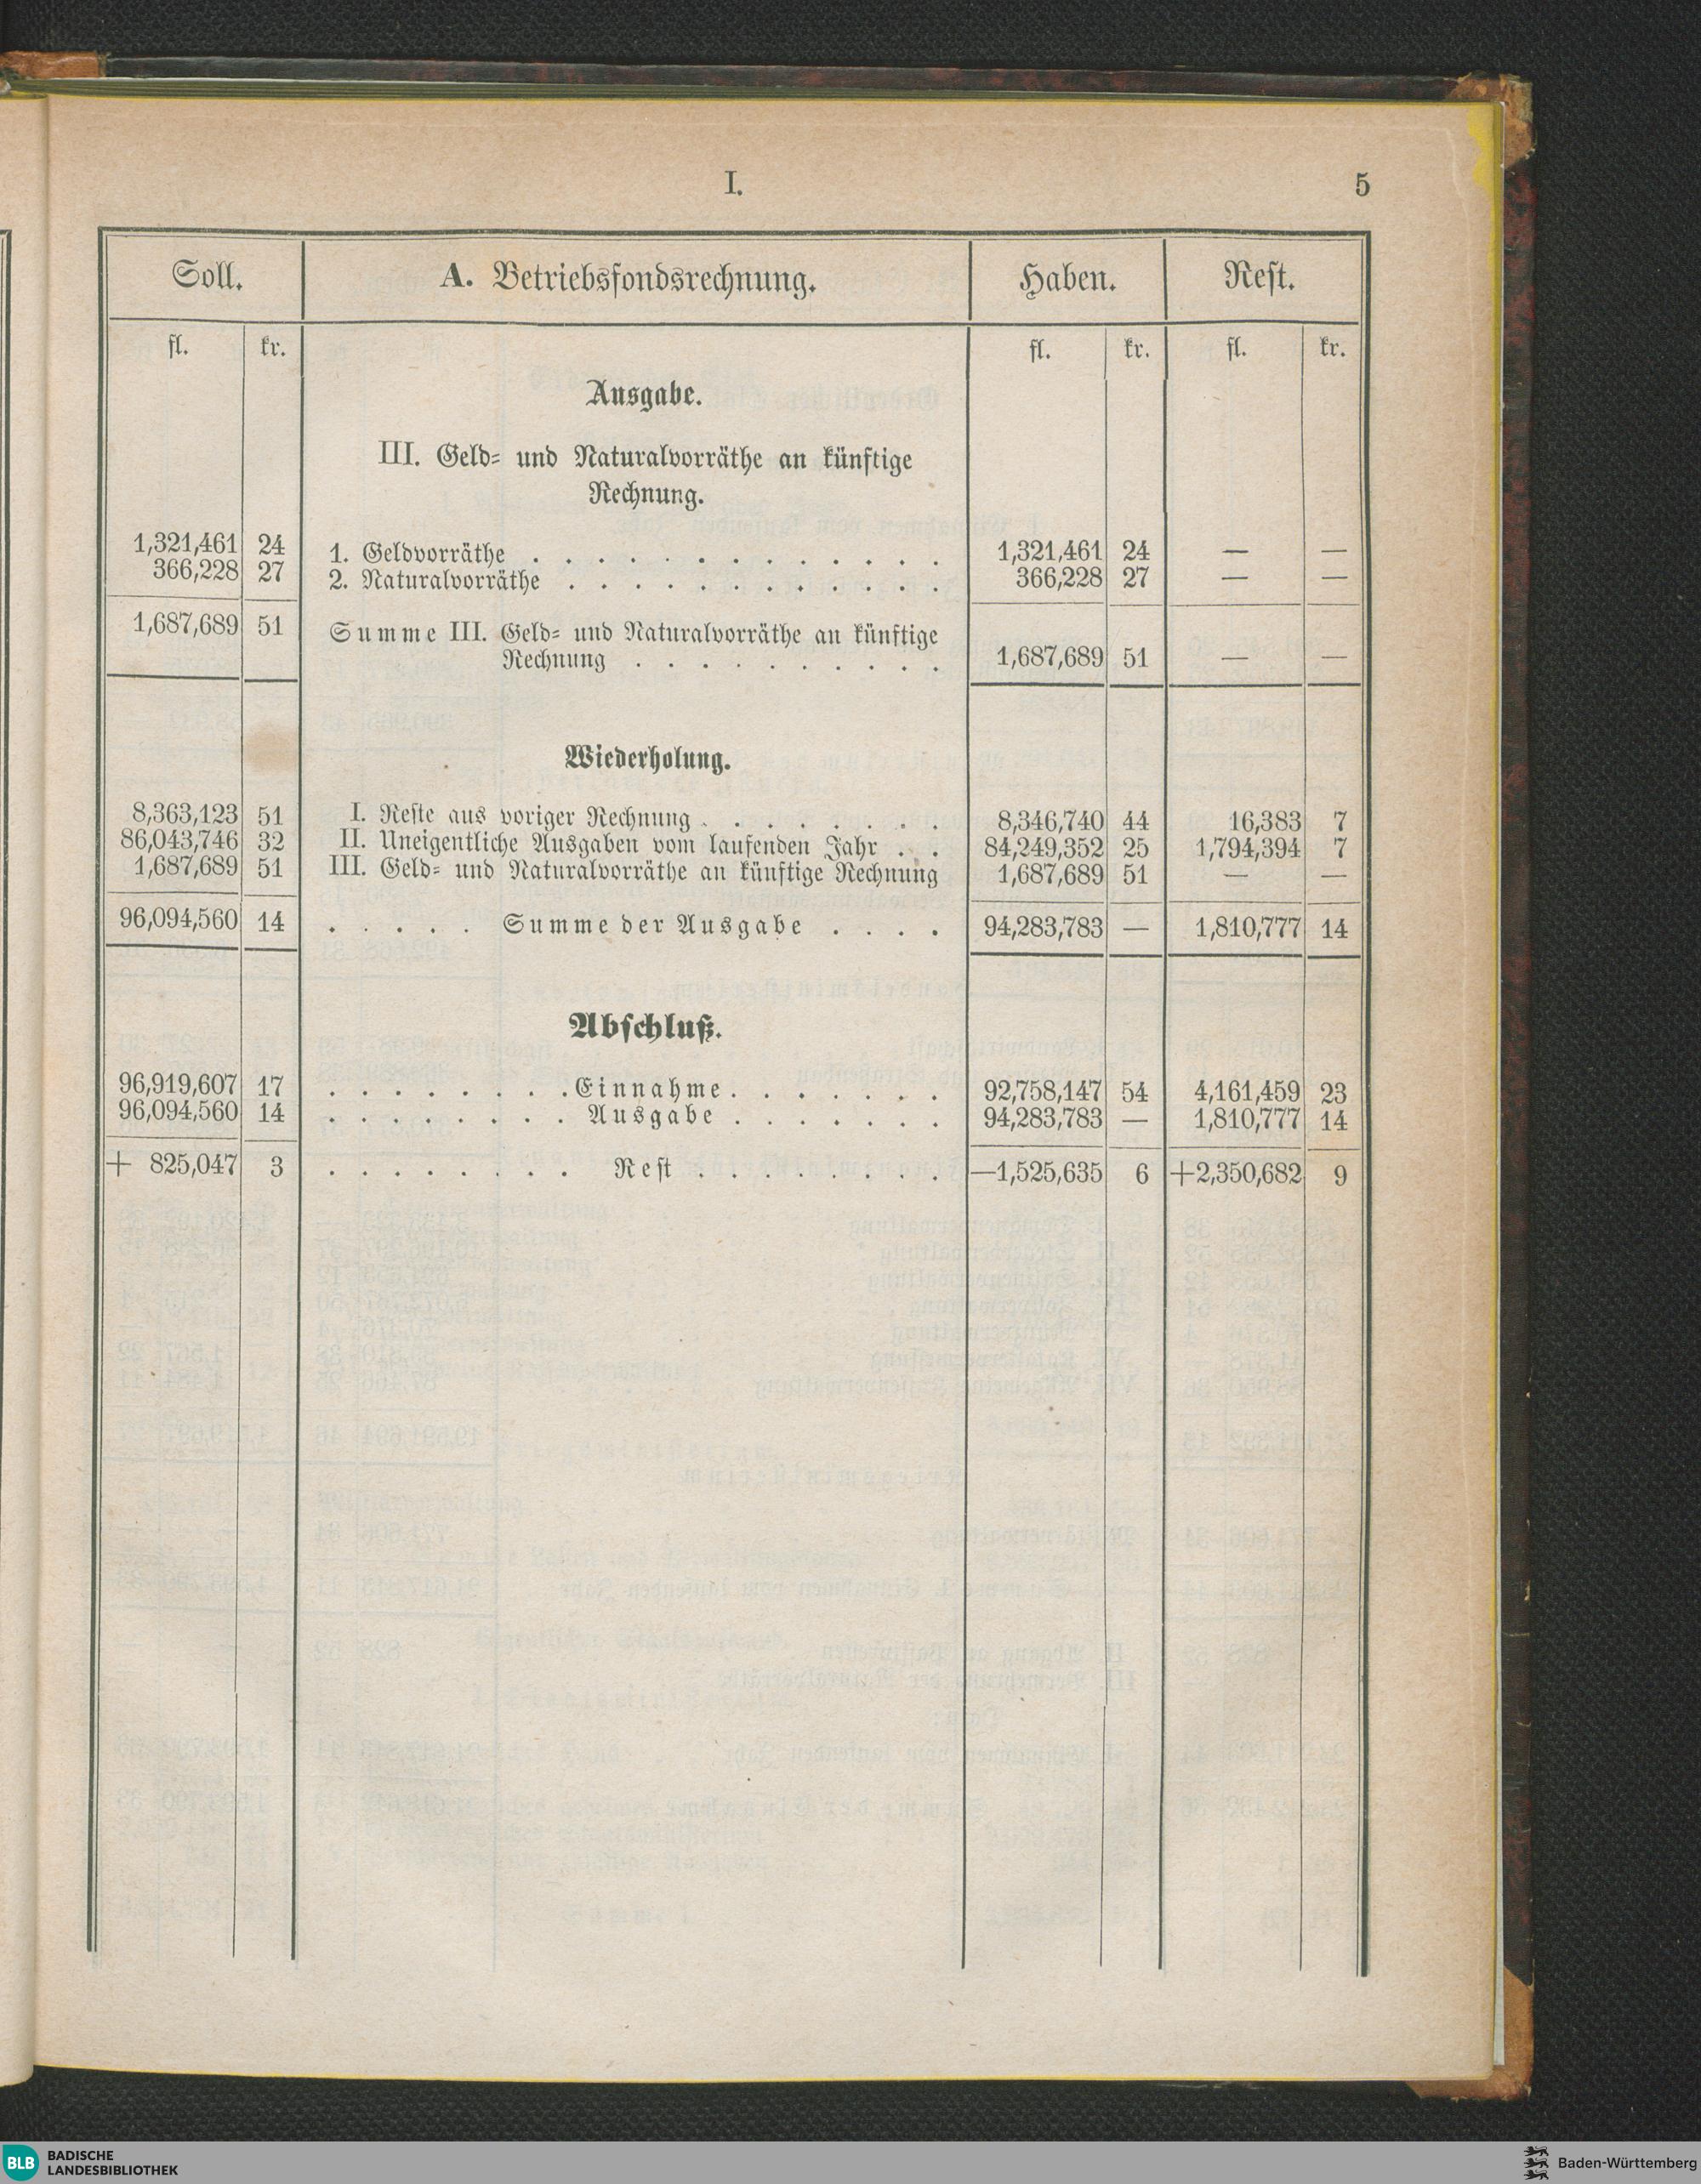 I. 5
Soll. A. Betriebsfondsrechnung. Haben. Rest.
fl. kr. fl. kr. fl. kr.
Ausgabe.
III. Geld- und Naturalvorräthe an künftige
Rechnung.
1,321,461 24 1. Geldvorräthe . . . . . . . . . . . . . 1,321,461 24 — —
366,228 27 2. Naturalvorräthe . . . . . . . . . . . . 366,228 27 — —
1,687,689 51 Summe III. Geld- und Naturalvorräthe an künftige
Rechnung . . . . . . . . . . 1,687,689 51 — —
Wiederholung.
8,363,123 51 I. Reste aus voriger Rechnung . . . . . . . . 8,346,740 44 16,383 7
86,043,746 32 II. Uneigentliche Ausgaben vom laufenden Jahr . . 84,249,352 25 1,794,394 7
1,687,689 51 III. Geld- und Naturalvorräthe an künftige Rechnung 1,687,689 51 — —
96,094,560 14 . . . . . Summe der Ausgabe . . . . 94,283,783 — 1,810,777 14
Abschluß.
96,919,607 17 . . . . . . . . Einnahme . . . . . . . 92,758,147 54 4,161,459 23
96,094,560 14 . . . . . . . . Ausgabe . . . . . . . 94,283,783 — 1,810,777 14
+ 825,047 3 . . . . . . . . Rest . . . . . . . . —1,525,635 6 +2,350,682 9
BLB BADISCHE
LANDESBIBLIOTHEK
Baden-Württemberg